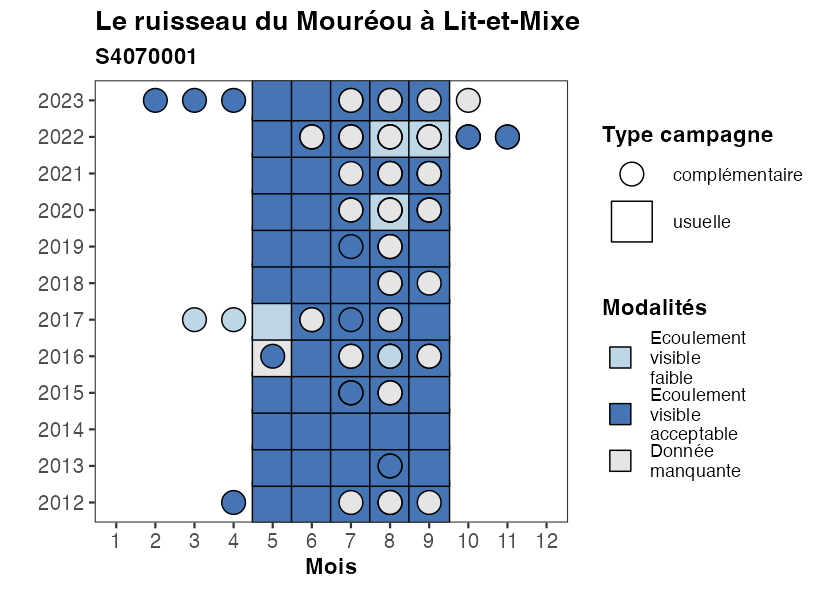 Le ruisseau du Mouréou à Lit-et-Mixe
S4070001
2023
2022
2021
2020
2019
2018
2017
2016
2015
2014
2013
2012
1 2 3 4 5 6 7 8 9 10 11 12
Mois
Type campagne
complémentaire
usuelle
Modalités
Ecoulement
visible
faible
Ecoulement
visible
acceptable
Donnée
manquante